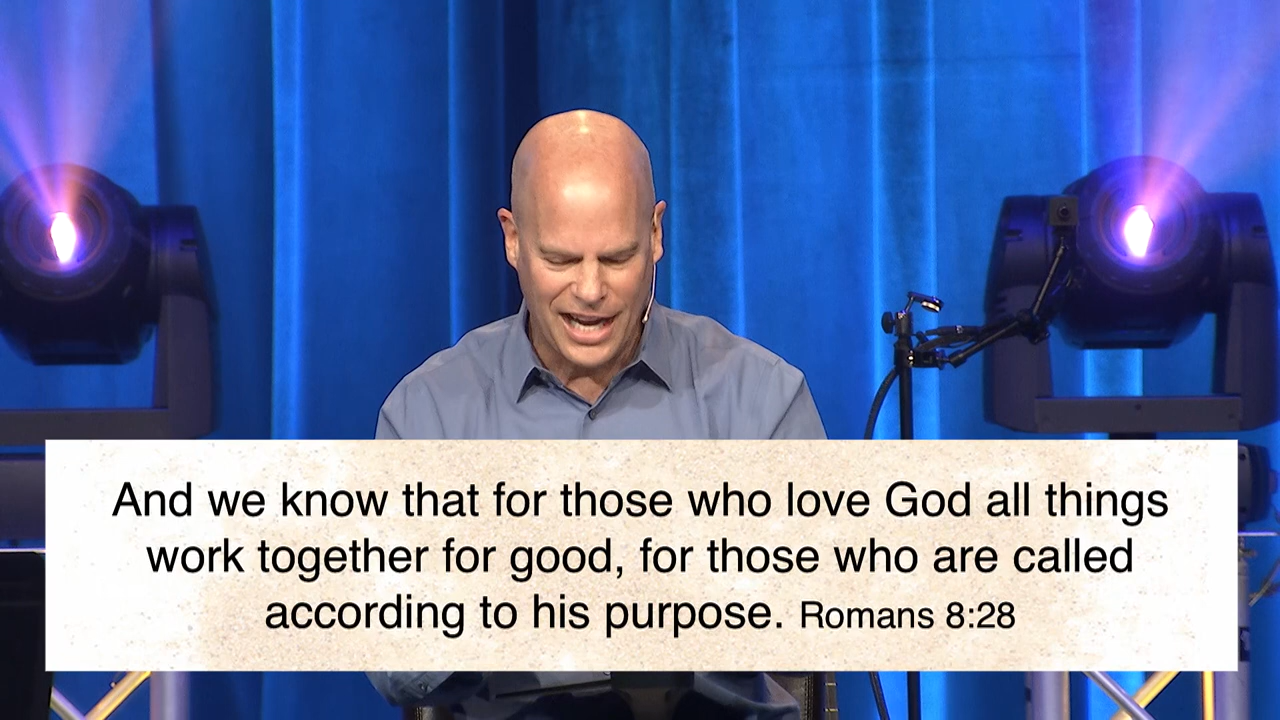 And we know that for those who love God all things
work together for good, for those who are called
according to his purpose. Romans 8:28